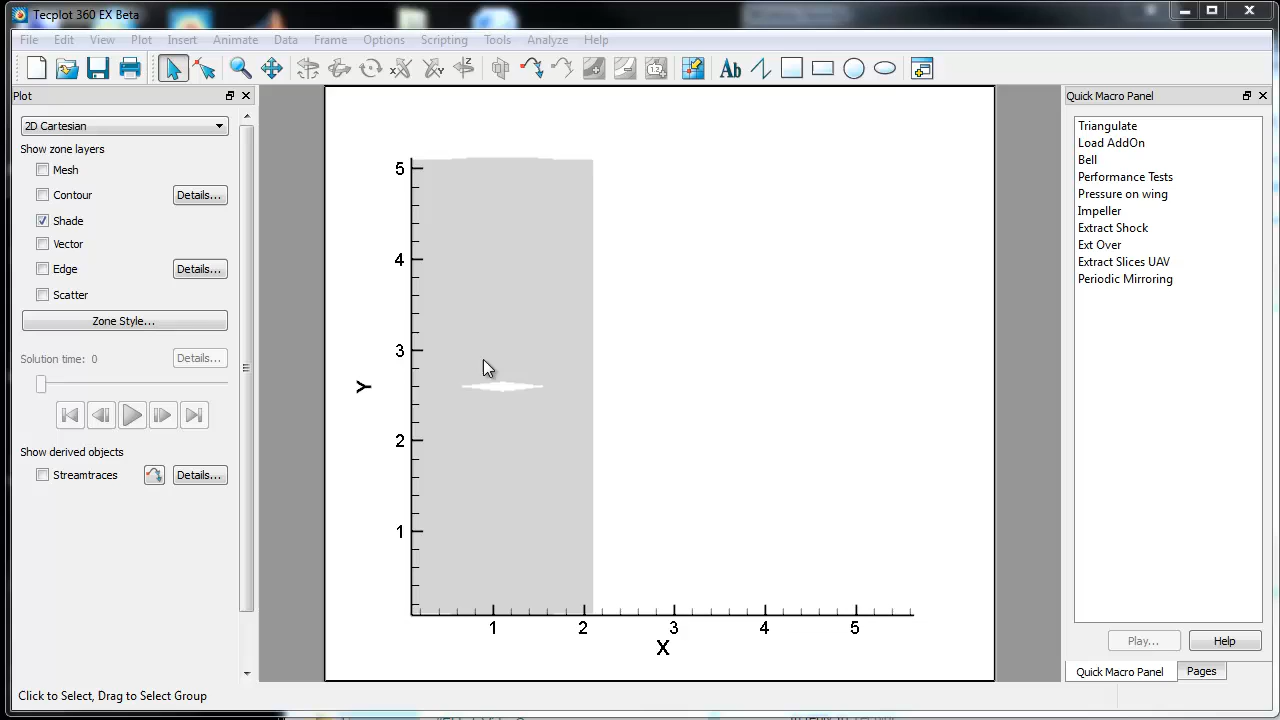 Tecplot 360 EX Beta
File Edit View Plot Insert Animate Data Frame Options Scripting Tools Analyze Help
Ab
Plot
2D Cartesian
Show zone layers
Mesh
Contour Details...
Shade
Vector
Edge Details...
Scatter
Zone Style...
Solution time: 0 Details...
Show derived objects
Streamtraces Details...
Click to Select, Drag to Select Group
5
4
3
2
1
Y
1 2 3 4 5
X
Quick Macro Panel
Triangulate
Load AddOn
Bell
Performance Tests
Pressure on wing
Impeller
Extract Shock
Ext Over
Extract Slices UAV
Periodic Mirroring
Play... Help
Quick Macro Panel Pages